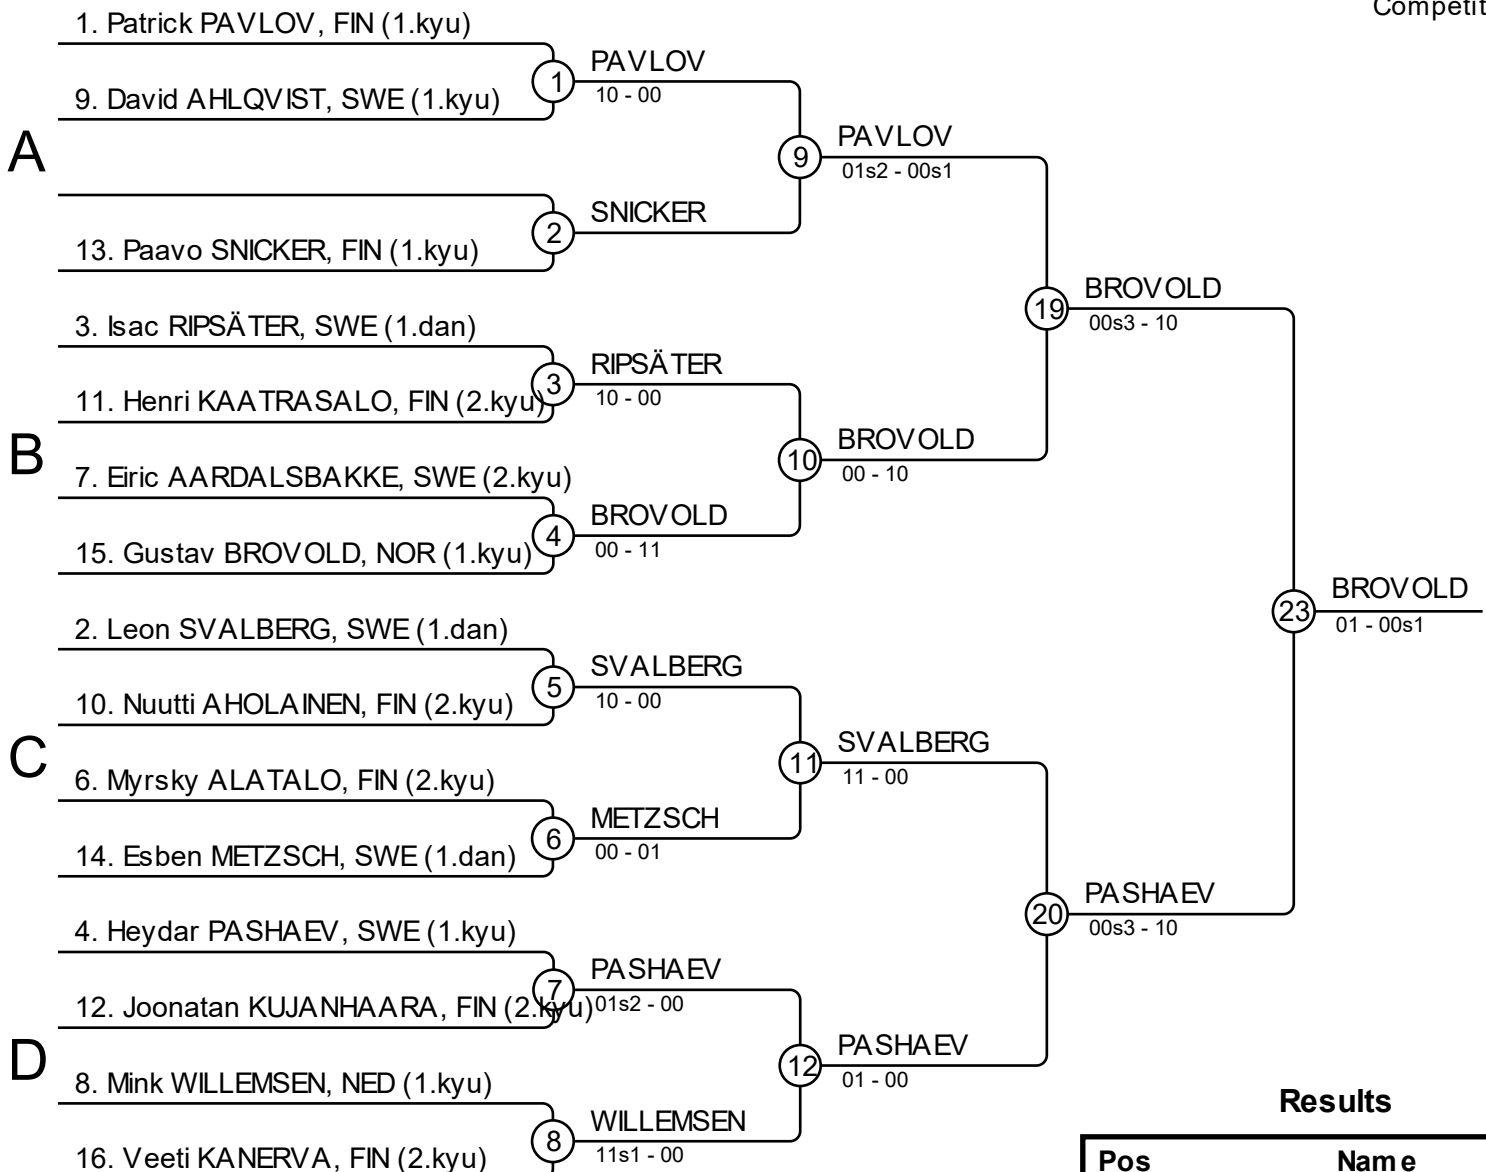 Competit
1. Patrick PAVLOV, FIN (1.kyu)
1
PAVLOV
10 - 00
9. David AHLQVIST, SWE (1.kyu)
A
9
PAVLOV
01s2 - 00s1
2
SNICKER
13. Paavo SNICKER, FIN (1.kyu)
19
BROVOLD
00s3 - 10
3. Isac RIPSÄTER, SWE (1.dan)
3
RIPSÄTER
10 - 00
11. Henri KAATRASALO, FIN (2.kyu)
B
10
BROVOLD
00 - 10
7. Eiric AARDALSBAKKE, SWE (2.kyu)
4
BROVOLD
00 - 11
15. Gustav BROVOLD, NOR (1.kyu)
23
BROVOLD
01 - 00s1
2. Leon SVALBERG, SWE (1.dan)
5
SVALBERG
10 - 00
10. Nuutti AHOLAINEN, FIN (2.kyu)
C
11
SVALBERG
11 - 00
6. Myrsky ALATALO, FIN (2.kyu)
6
METZSCH
00 - 01
14. Esben METZSCH, SWE (1.dan)
20
PASHAEV
00s3 - 10
4. Heydar PASHAEV, SWE (1.kyu)
7
PASHAEV
01s2 - 00
12. Joonatan KUJANHAARA, FIN (2.kyu)
D
12
PASHAEV
01 - 00
8. Mink WILLEMSEN, NED (1.kyu)
8
WILLEMSEN
11s1 - 00
16. Veeti KANERVA, FIN (2.kyu)
Results
Pos Name